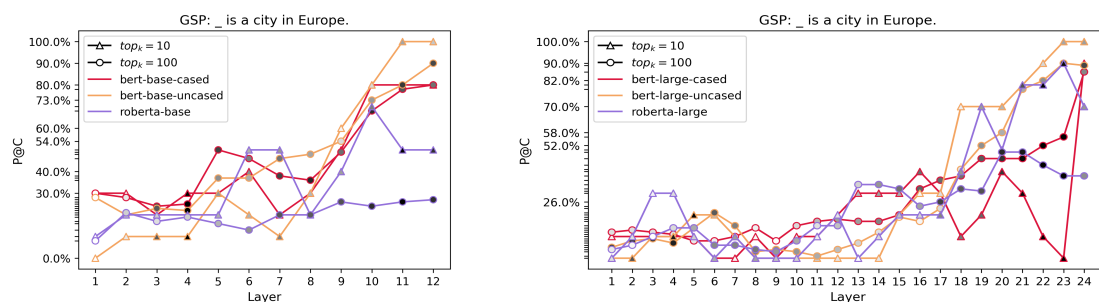 GSP: _ is a city in Europe.
100.0%
80.0%
73.0%
60.0%
54.0%
40.0%
30.0%
0.0%
P@C
top_k = 10
top_k = 100
bert-base-cased
bert-base-uncased
roberta-base
1 2 3 4 5 6 7 8 9 10 11 12
Layer
GSP: _ is a city in Europe.
100.0%
90.0%
82.0%
70.0%
58.0%
52.0%
26.0%
P@C
top_k = 10
top_k = 100
bert-large-cased
bert-large-uncased
roberta-large
1 2 3 4 5 6 7 8 9 10 11 12 13 14 15 16 17 18 19 20 21 22 23 24
Layer